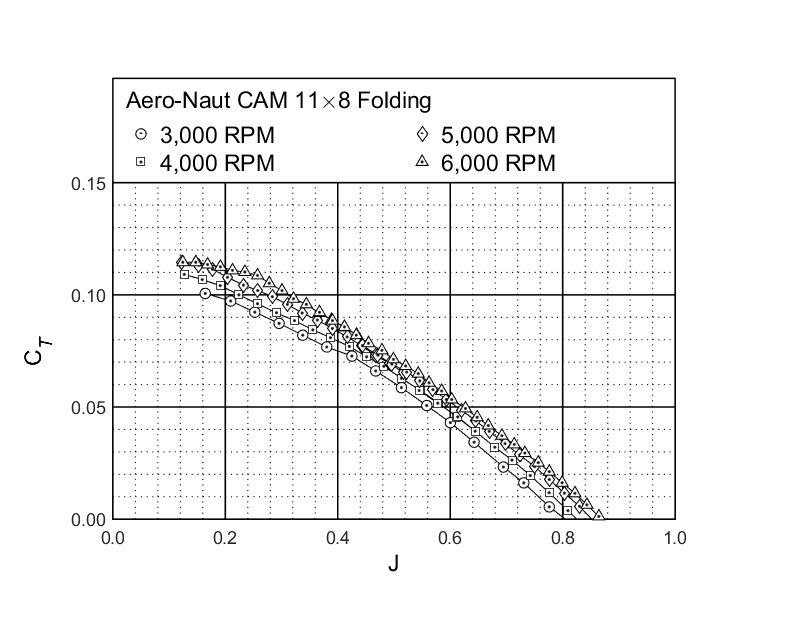 Aero-Naut CAM 11×8 Folding
3,000 RPM
5,000 RPM
4,000 RPM
6,000 RPM
0.15
0.10
0.05
0.00
C_T
0.0 0.2 0.4 0.6 0.8 1.0
J